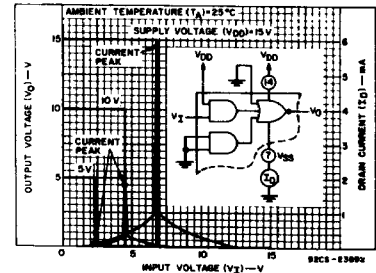 AMBIENT TEMPERATURE (TA)=25°C
SUPPLY VOLTAGE (VDD)=15V
15
CURRENT
PEAK
10
10 V
CURRENT
PEAK
5
5V
VDD
VDD
14
VI
VO
7
VSS
ID
6
5
4
3
2
1
0
5
10
15
OUTPUT VOLTAGE (VO)—V
DRAIN CURRENT (ID)—mA
INPUT VOLTAGE (VI)—V